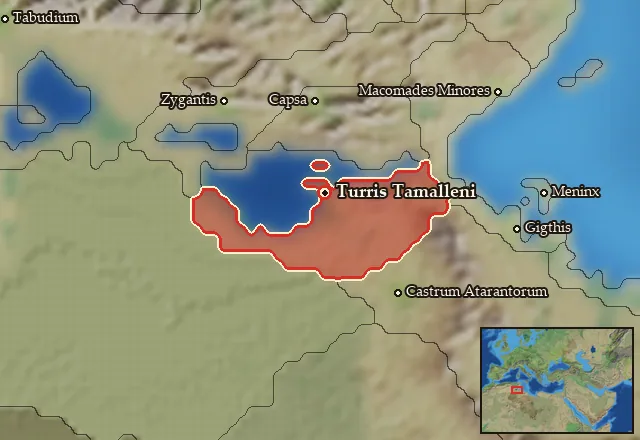 Tabudium
Macomades Minores
Zygantis
Capsa
Turris Tamalleni
Meninx
Gigthis
Castrum Atarantorum